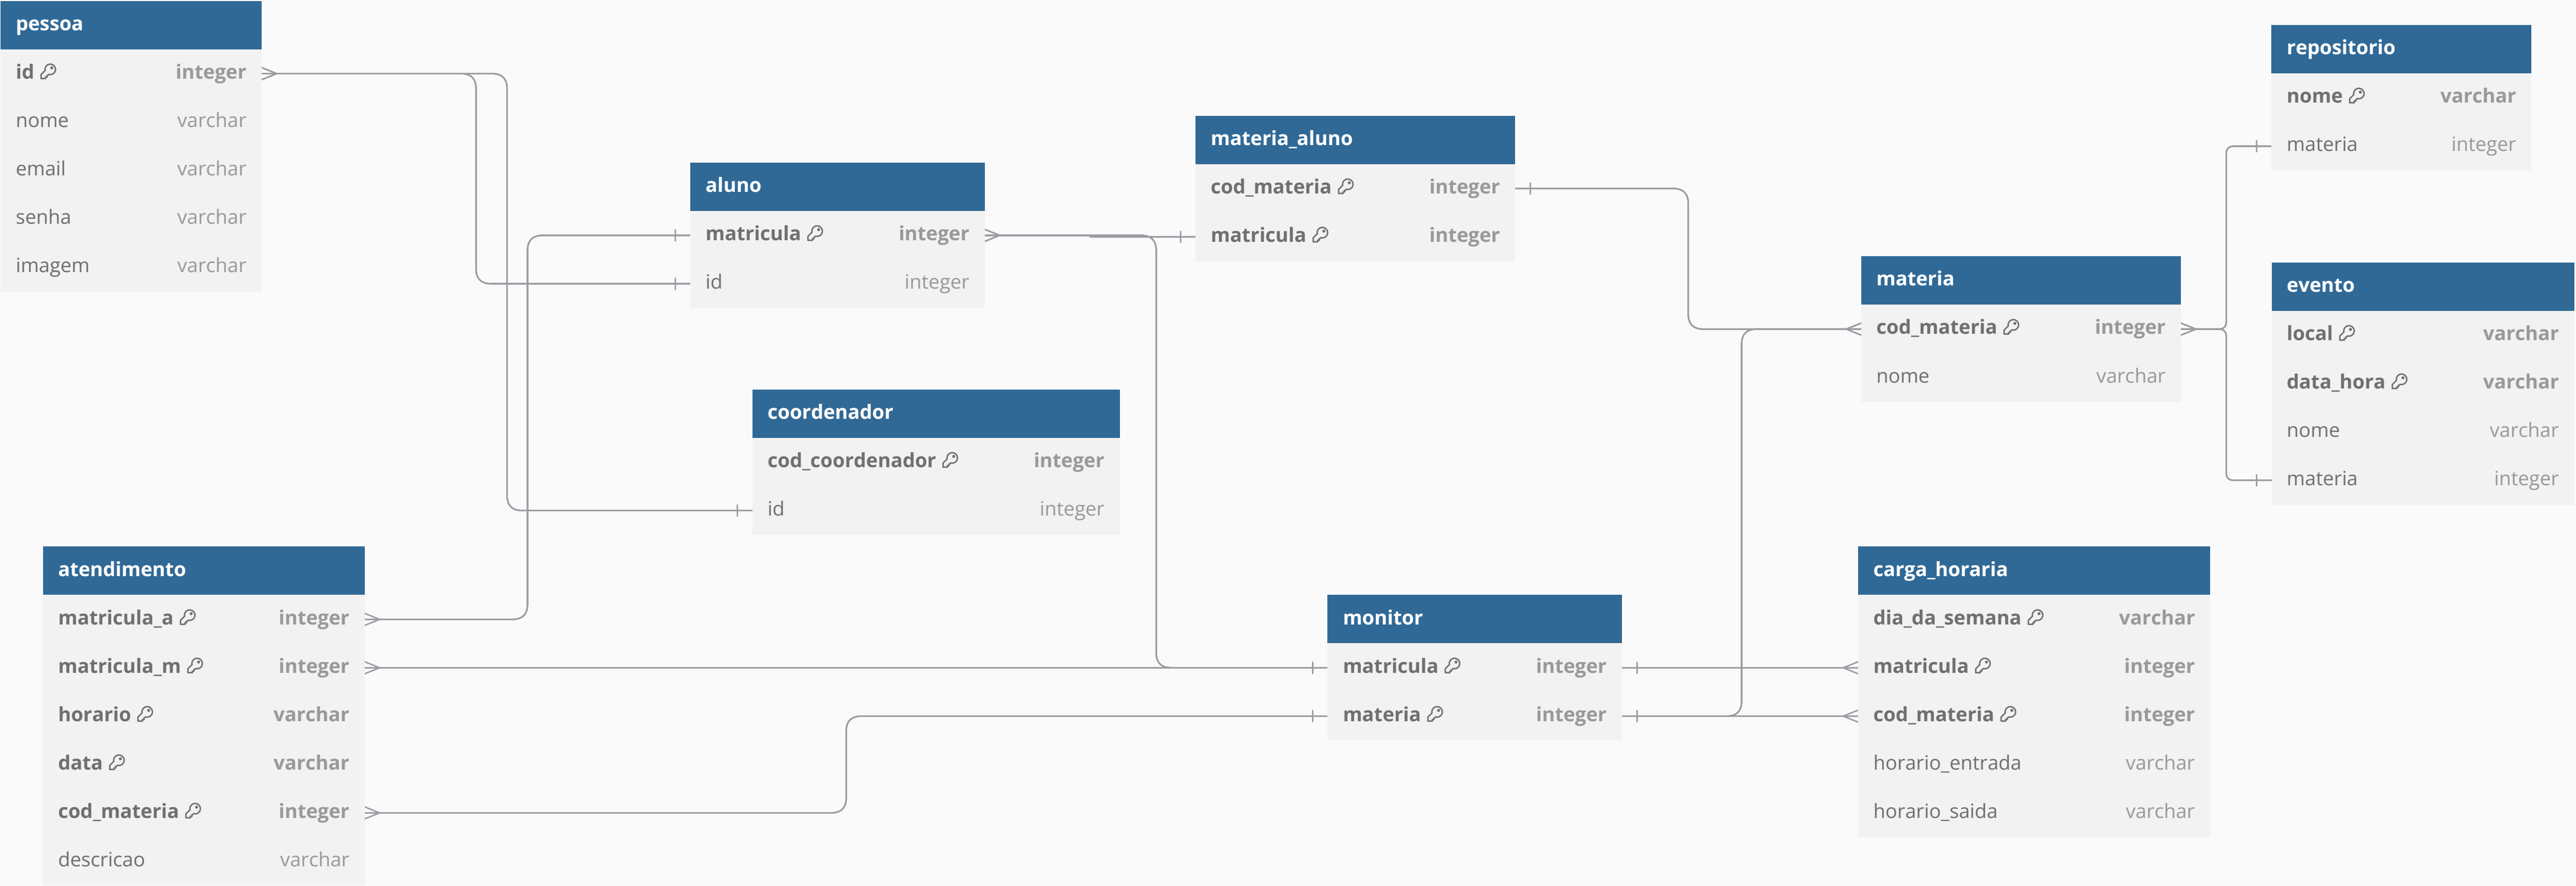 pessoa
id integer
nome varchar
email varchar
senha varchar
imagem varchar
aluno
matricula integer
id integer
materia_aluno
cod_materia integer
matricula integer
repositorio
nome varchar
materia integer
materia
cod_materia integer
nome varchar
evento
local varchar
data_hora varchar
nome varchar
materia integer
coordenador
cod_coordenador integer
id integer
atendimento
matricula_a integer
matricula_m integer
horario varchar
data varchar
cod_materia integer
descricao varchar
monitor
matricula integer
materia integer
carga_horaria
dia_da_semana varchar
matricula integer
cod_materia integer
horario_entrada varchar
horario_saida varchar